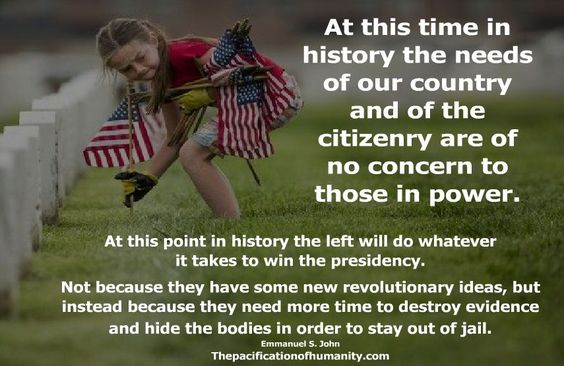 At this time in
history the needs
of our country
and of the
citizenry are of
no concern to
those in power.
At this point in history the left will do whatever
it takes to win the presidency.
Not because they have some new revolutionary ideas, but
instead because they need more time to destroy evidence
and hide the bodies in order to stay out of jail.
Emmanuel S. John
Thepacificationofhumanity.com